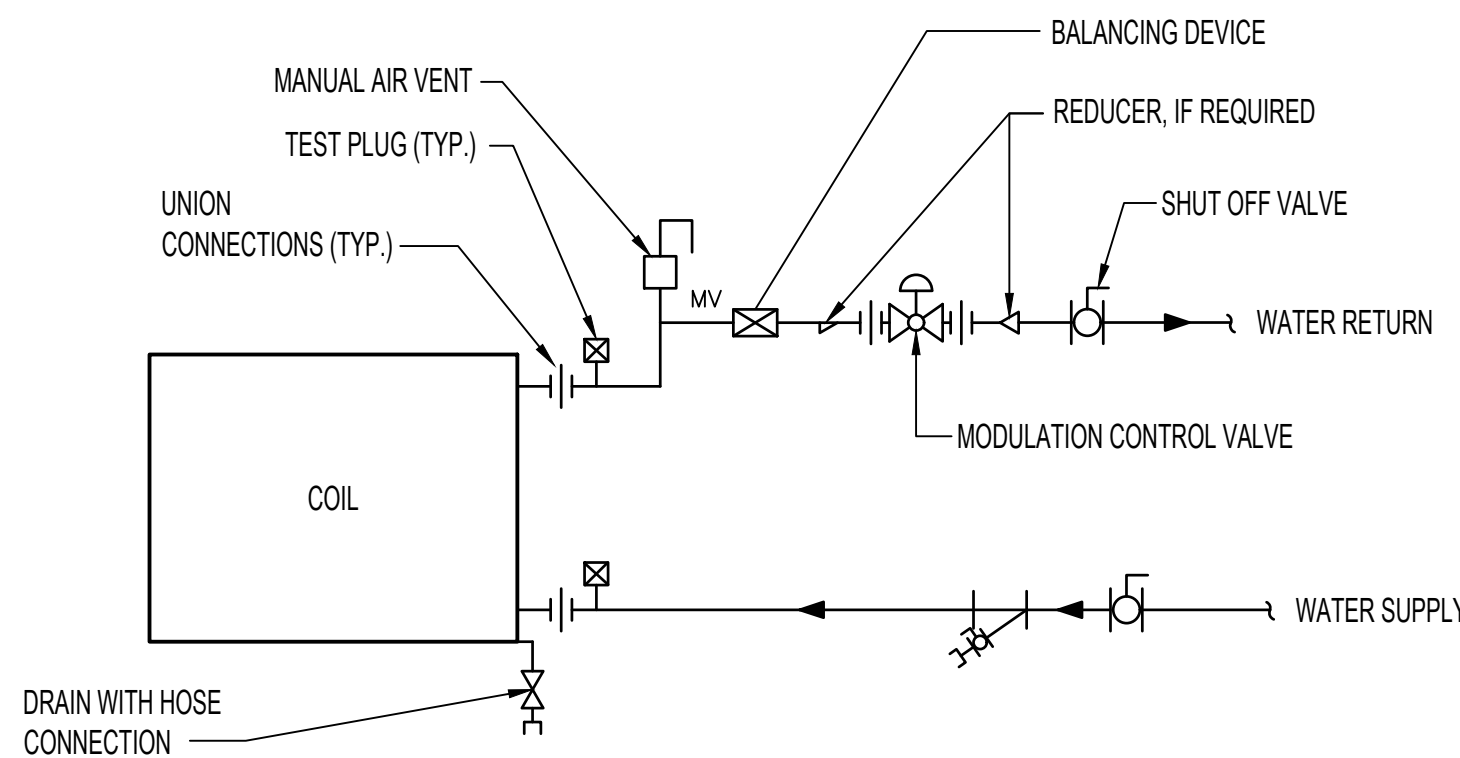 BALANCING DEVICE
MANUAL AIR VENT
REDUCER, IF REQUIRED
TEST PLUG (TYP.)
UNION
CONNECTIONS (TYP.)
SHUT OFF VALVE
MV
WATER RETURN
MODULATION CONTROL VALVE
COIL
WATER SUPPLY
DRAIN WITH HOSE
CONNECTION